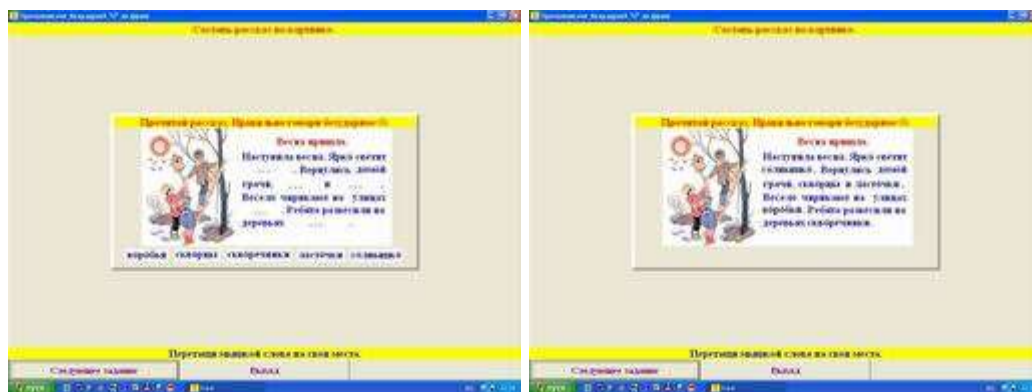 Составь рассказ по картинке.
Прочитай рассказ. Правильно говори безударное О.
Весна пришла.
Наступила весна. Ярко светит
.... . Вернулись домой
грачи, .... и .... .
Весело чирикают на улицах
.... . Ребята развесили на
деревьях .... .
воробьи скворцы скворечники ласточки солнышко
Перетащи мышкой слова на свои места.
Следующее задание Выход
Составь рассказ по картинке.
Прочитай рассказ. Правильно говори безударное О.
Весна пришла.
Наступила весна. Ярко светит
солнышко. Вернулись домой
грачи, скворцы и ласточки.
Весело чирикают на улицах
воробьи. Ребята развесили на
деревьях скворечники.
Перетащи мышкой слова на свои места.
Следующее задание Выход